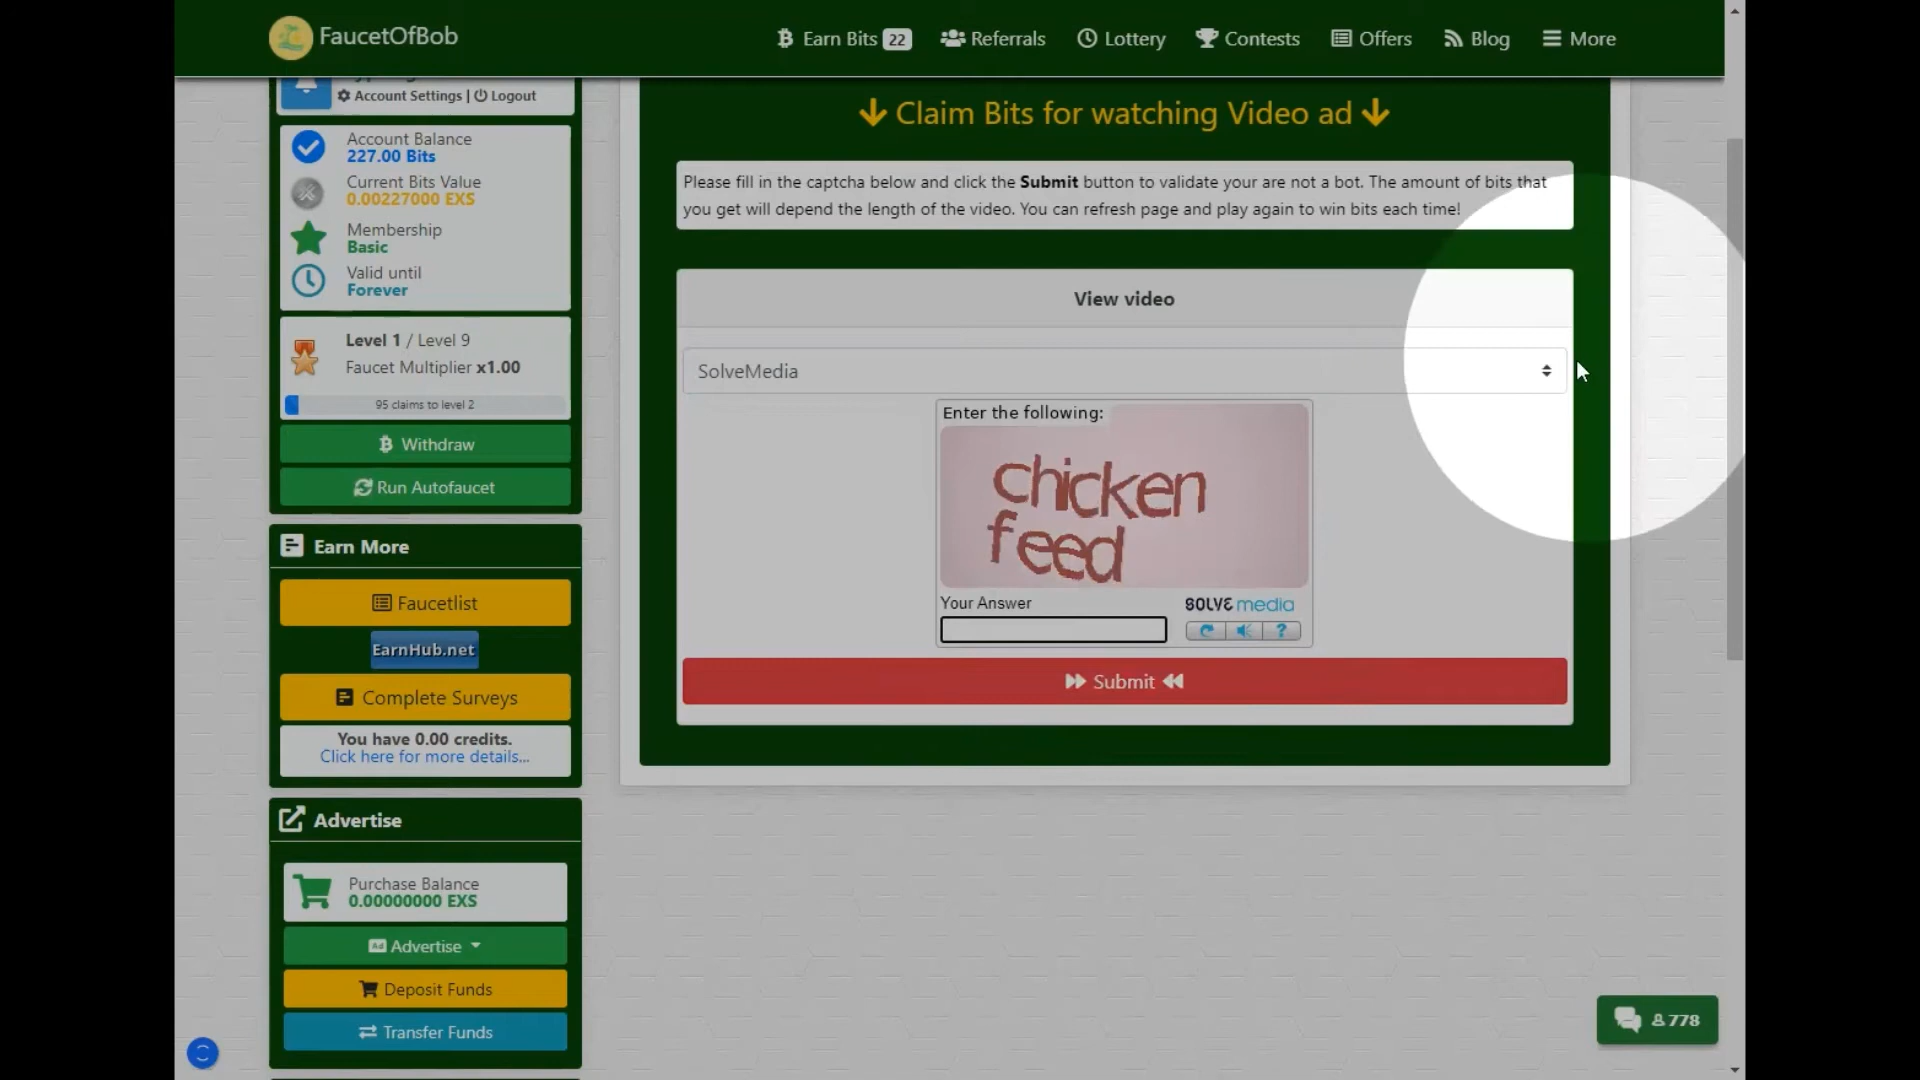 FaucetOfBob
Earn Bits 22
Referrals
Lottery
Contests
Offers
Blog
More
Account Settings | Logout
Account Balance
227.00 Bits
Current Bits Value
0.00227000 EXS
Membership
Basic
Valid until
Forever
Level 1 / Level 9
Faucet Multiplier x1.00
95 claims to level 2
Withdraw
Run Autofaucet
Earn More
Faucetlist
EarnHub.net
Complete Surveys
You have 0.00 credits.
Click here for more details...
Advertise
Purchase Balance
0.00000000 EXS
Ad Advertise
Deposit Funds
Transfer Funds
Claim Bits for watching Video ad
Please fill in the captcha below and click the Submit button to validate your are not a bot. The amount of bits that
you get will depend the length of the video. You can refresh page and play again to win bits each time!
View video
SolveMedia
Enter the following:
chicken
feed
Your Answer
SOLVE media
?
Submit
778